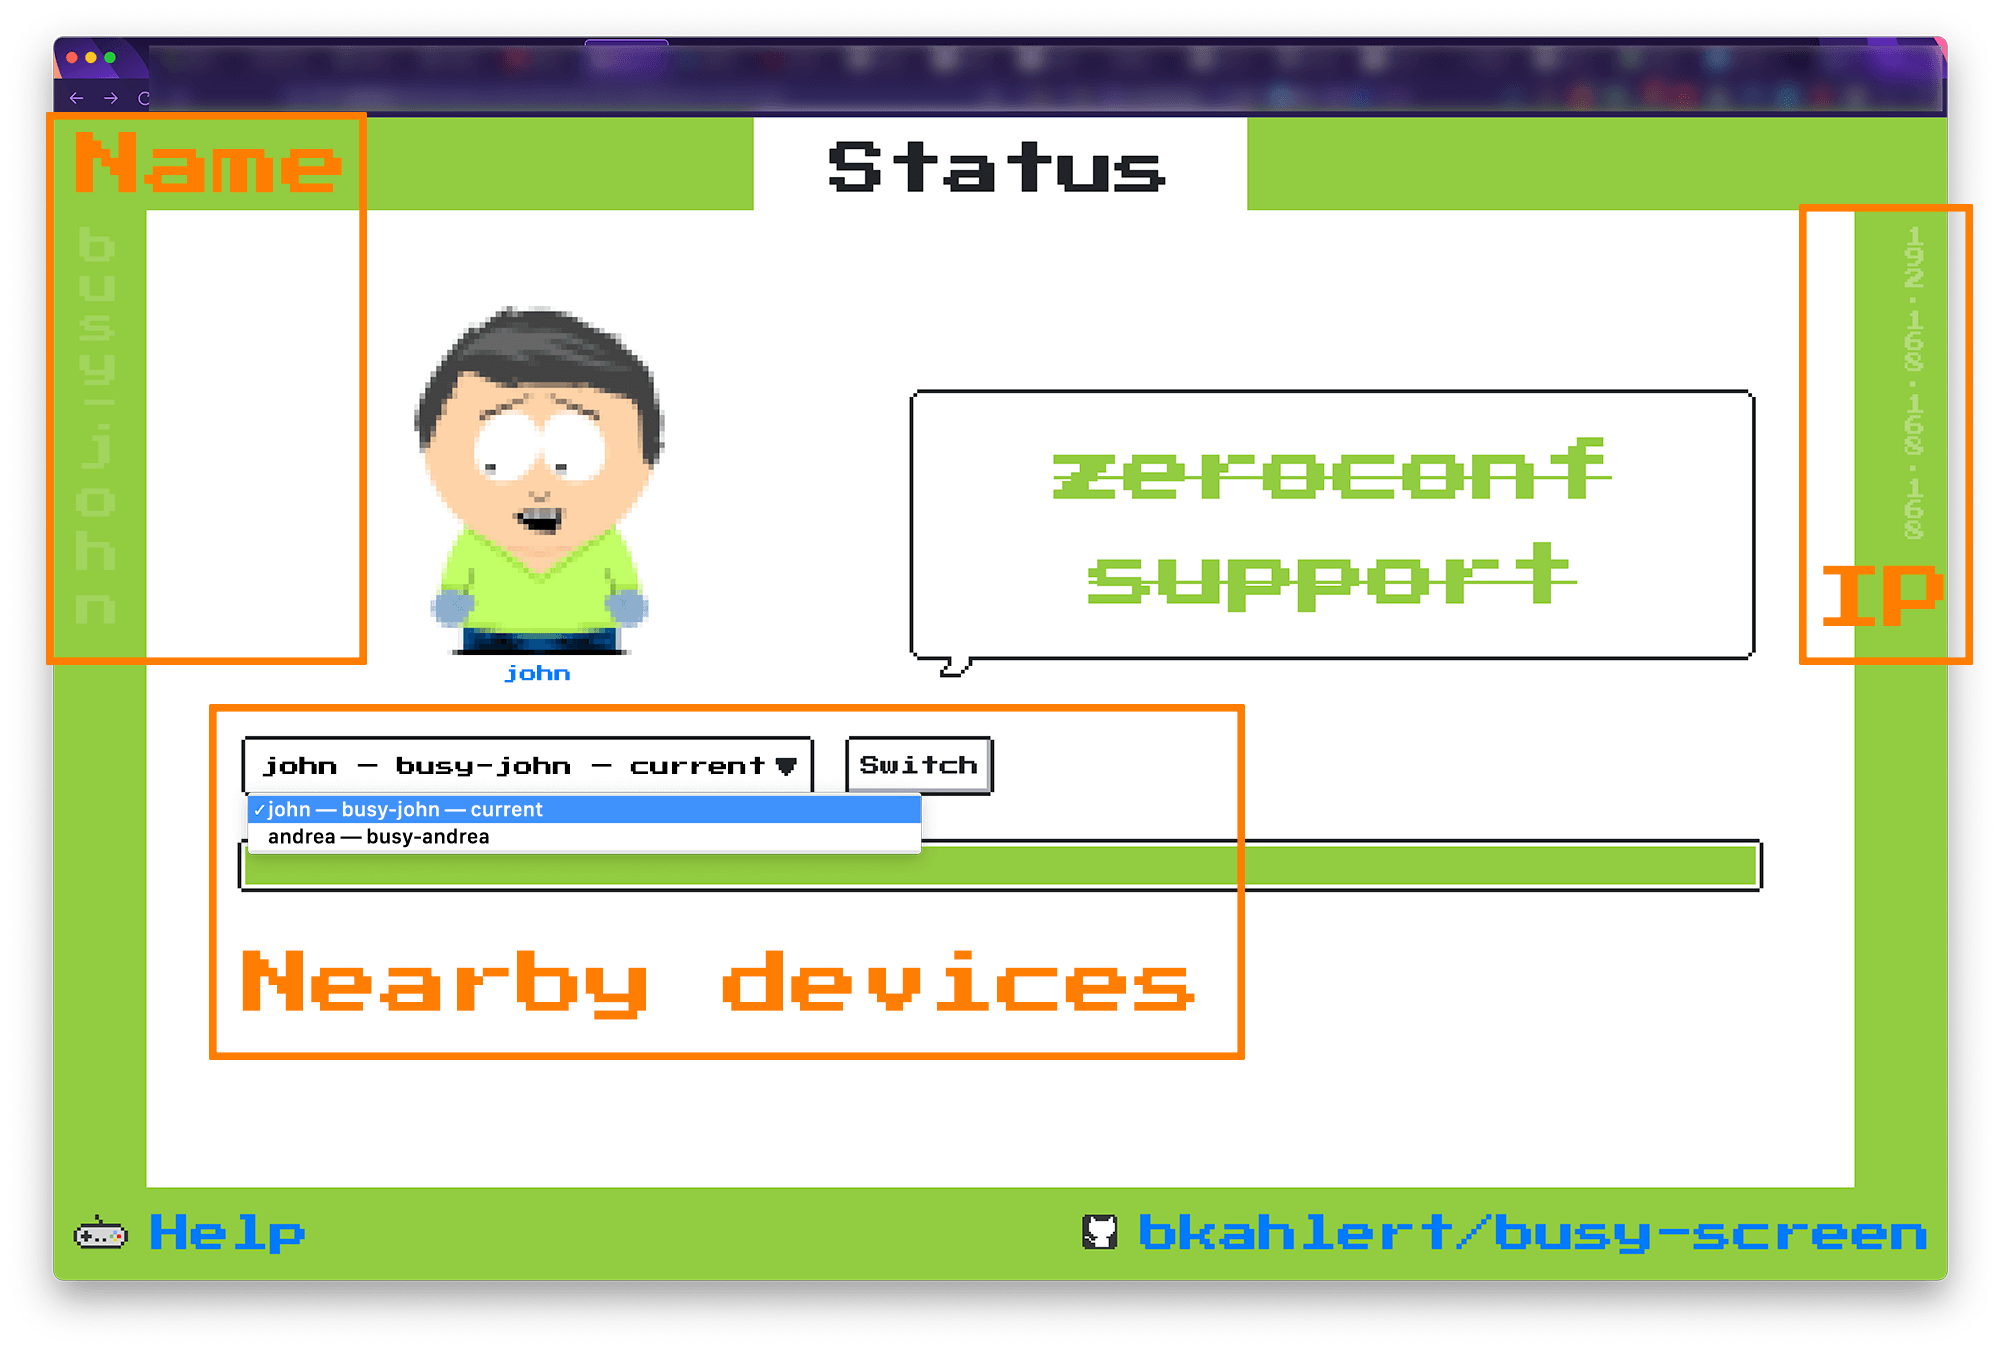 Name
Status
busy-john
192.168.168.168
IP
zeroconf
support
john
john — busy-john — current
Switch
✓john — busy-john — current
andrea — busy-andrea
Nearby devices
Help
bkahlert/busy-screen